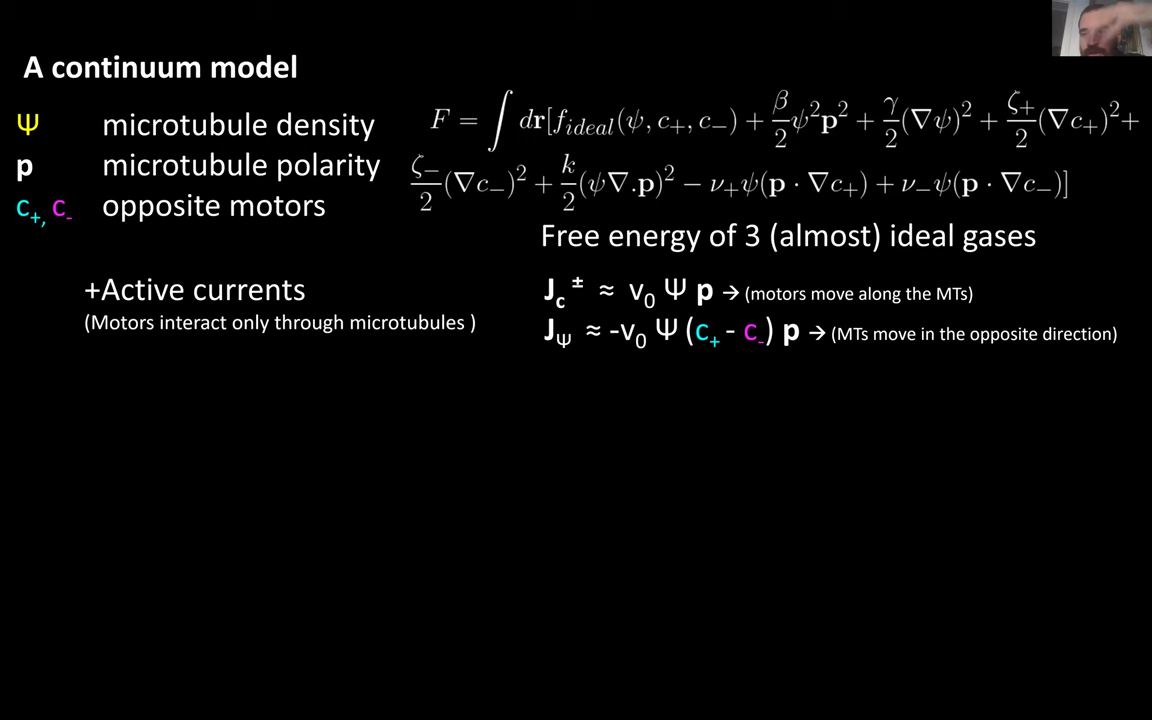 A continuum model
Ψ microtubule density
p microtubule polarity
c₊, c₋ opposite motors
F = ∫ dr[f_ideal(ψ, c₊, c₋) + β/2 ψ²p² + γ/2 (∇ψ)² + ζ₊/2 (∇c₊)² +
ζ₋/2 (∇c₋)² + k/2 (ψ∇.p)² − ν₊ψ(p · ∇c₊) + ν₋ψ(p · ∇c₋)]
Free energy of 3 (almost) ideal gases
+Active currents
(Motors interact only through microtubules )
J_c^± ≈ v₀ Ψ p → (motors move along the MTs)
J_Ψ ≈ -v₀ Ψ (c₊ - c₋) p → (MTs move in the opposite direction)